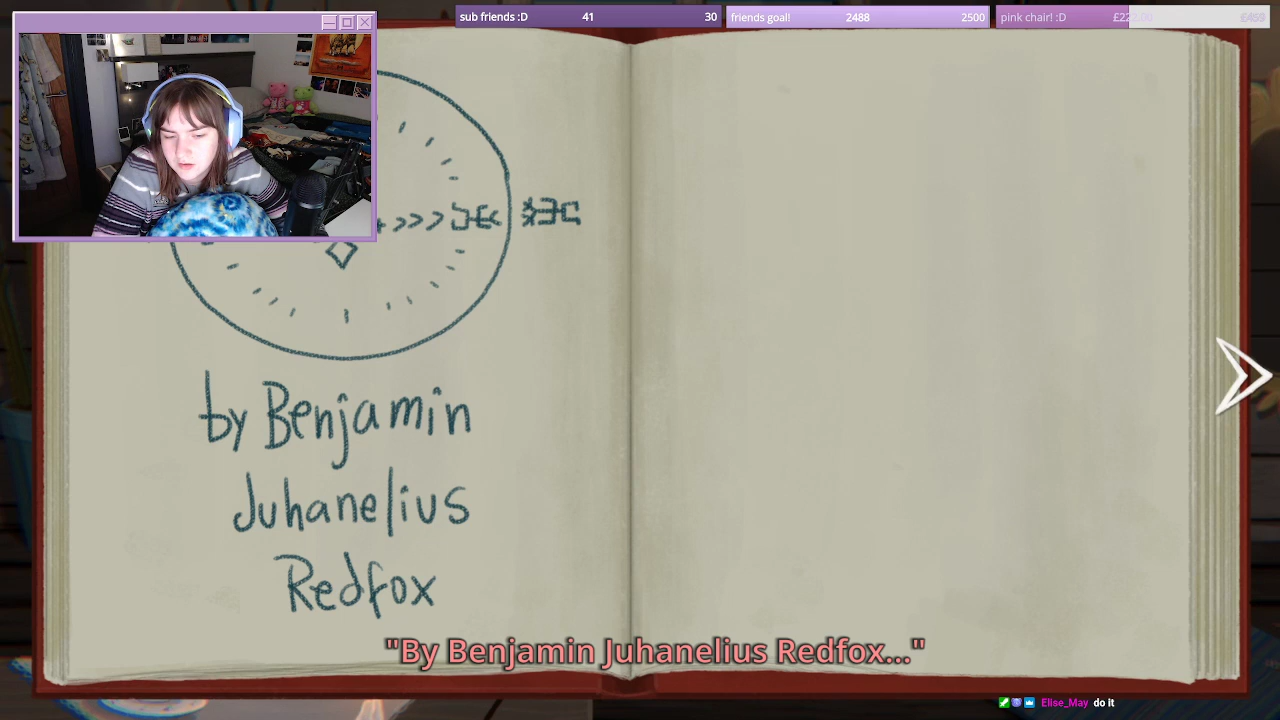 sub friends :D 41 30
friends goal! 2488 2500
pink chair! :D
by Benjamin
Juhanelius
Redfox
"By Benjamin Juhanelius Redfox..."
Elise_May do it